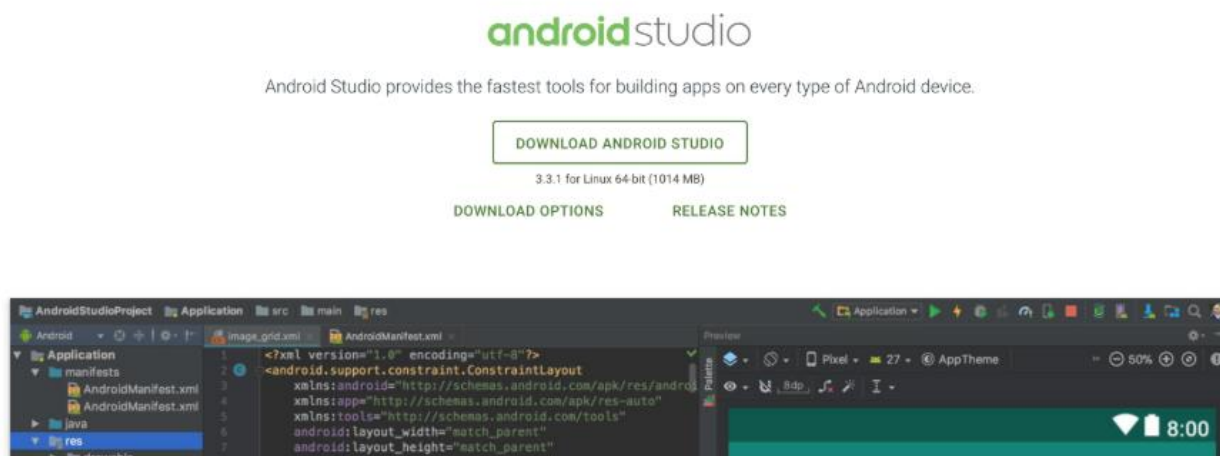 androidstudio
Android Studio provides the fastest tools for building apps on every type of Android device.
DOWNLOAD ANDROID STUDIO
3.3.1 for Linux 64-bit (1014 MB)
DOWNLOAD OPTIONS RELEASE NOTES
AndroidStudioProject Application src main res Application
Android image_grid.xml AndroidManifest.xml Preview
Application 1 <?xml version="1.0" encoding="utf-8"?> Palette Pixel 27 AppTheme 50%
manifests 2 <android.support.constraint.ConstraintLayout
AndroidManifest.xml 3 xmlns:android="http://schemas.android.com/apk/res/androi 8dp
AndroidManifest.xml 4 xmlns:app="http://schemas.android.com/apk/res-auto"
java 5 xmlns:tools="http://schemas.android.com/tools"
res 6 android:layout_width="match_parent" 8:00
7 android:layout_height="match_parent"